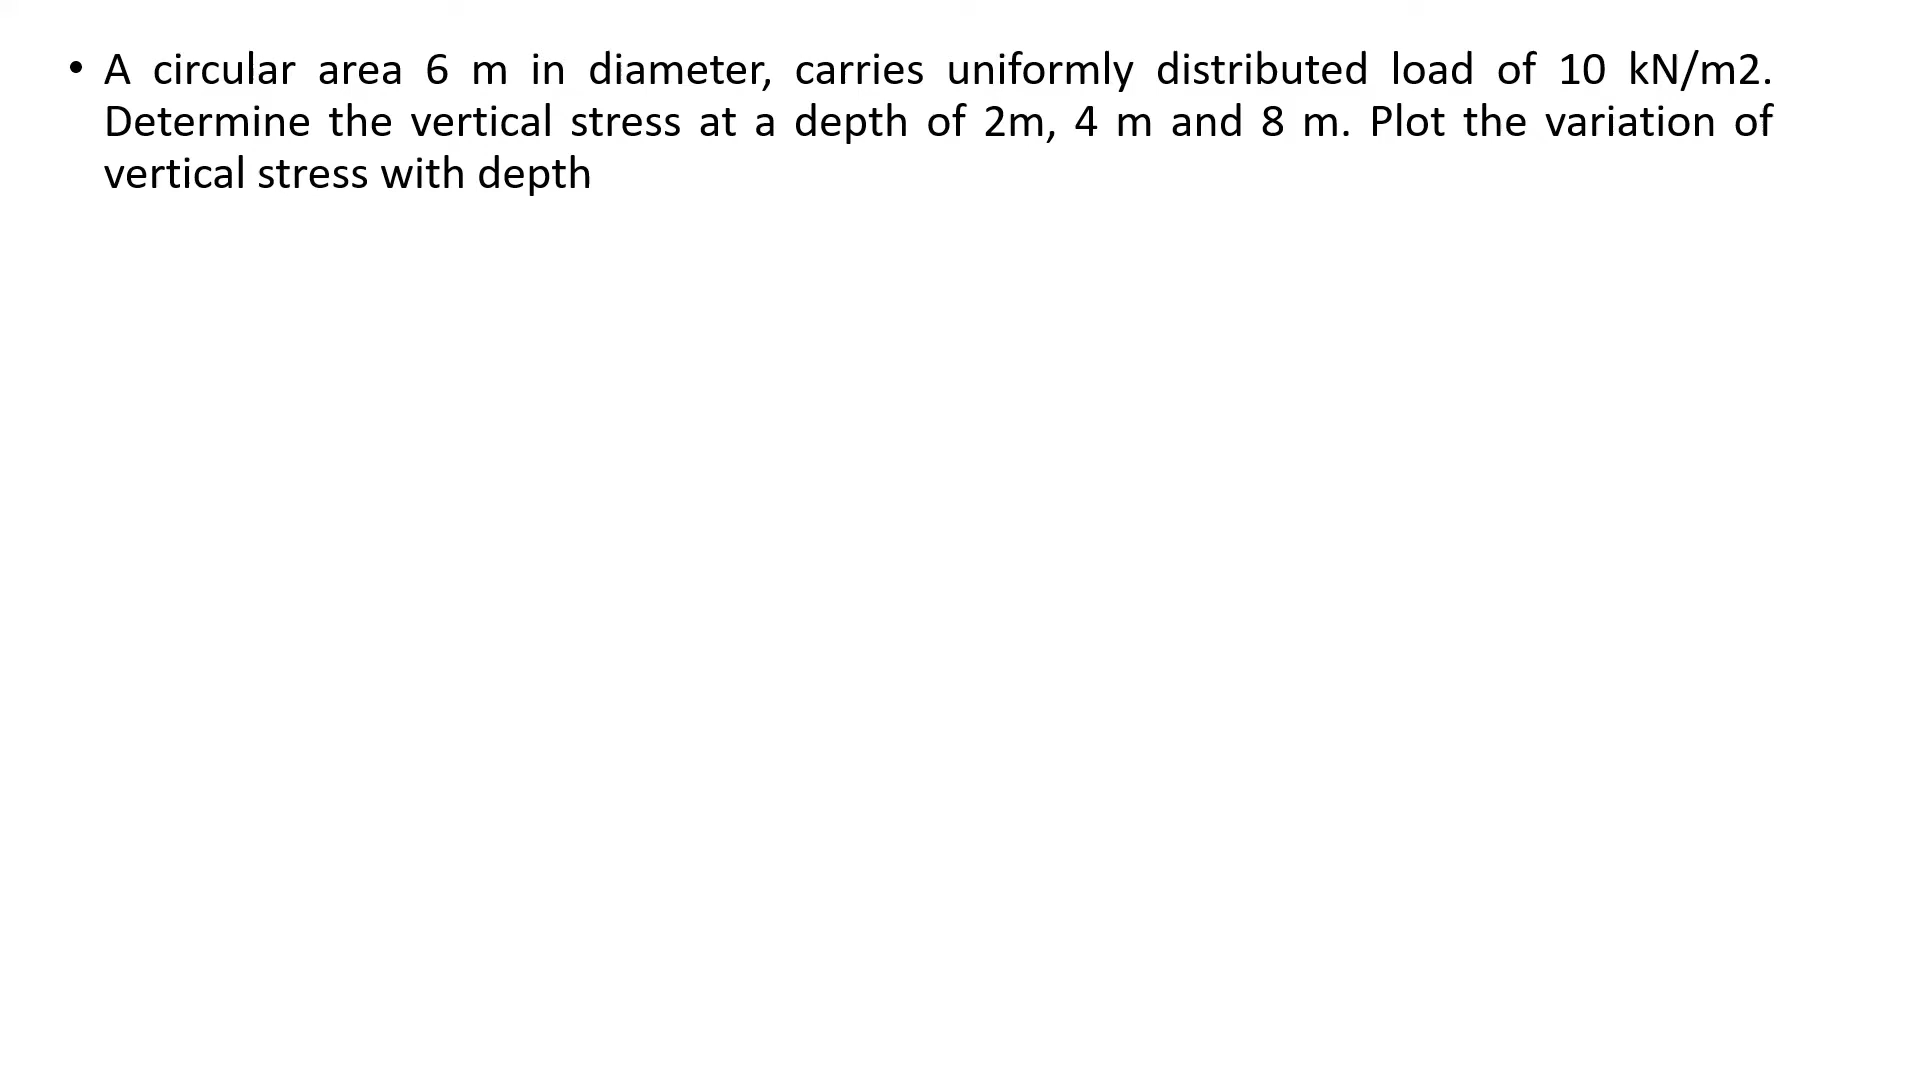 • A circular area 6 m in diameter, carries uniformly distributed load of 10 kN/m2.
Determine the vertical stress at a depth of 2m, 4 m and 8 m. Plot the variation of
vertical stress with depth